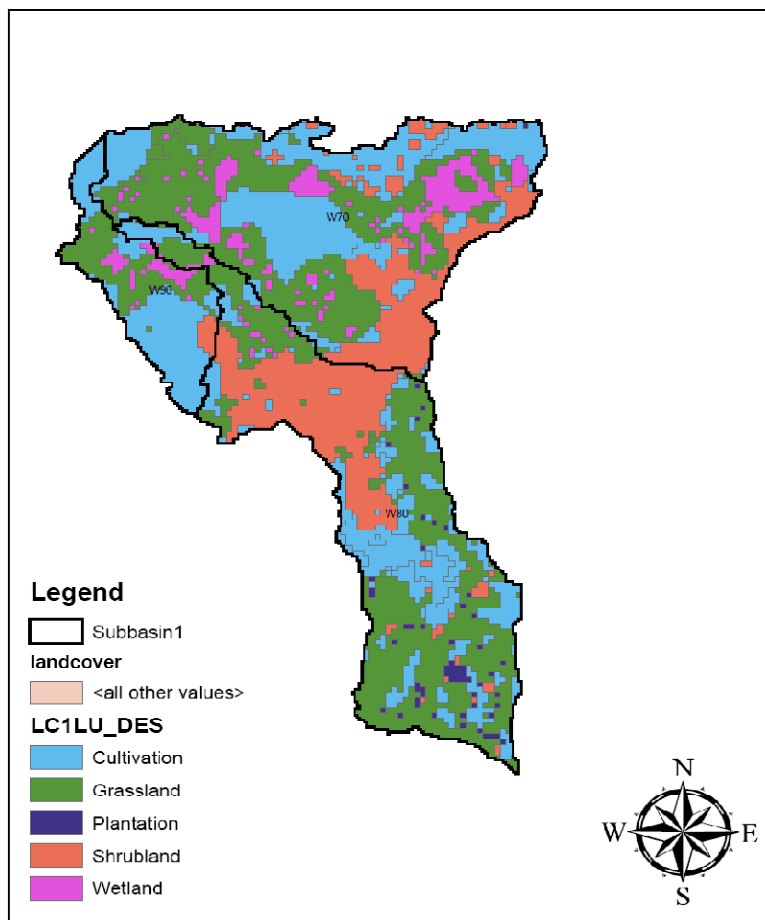 W70
W90
W80
Legend
Subbasin1
landcover
<all other values>
LC1LU_DES
Cultivation
Grassland
Plantation
Shrubland
Wetland
N
W E
S